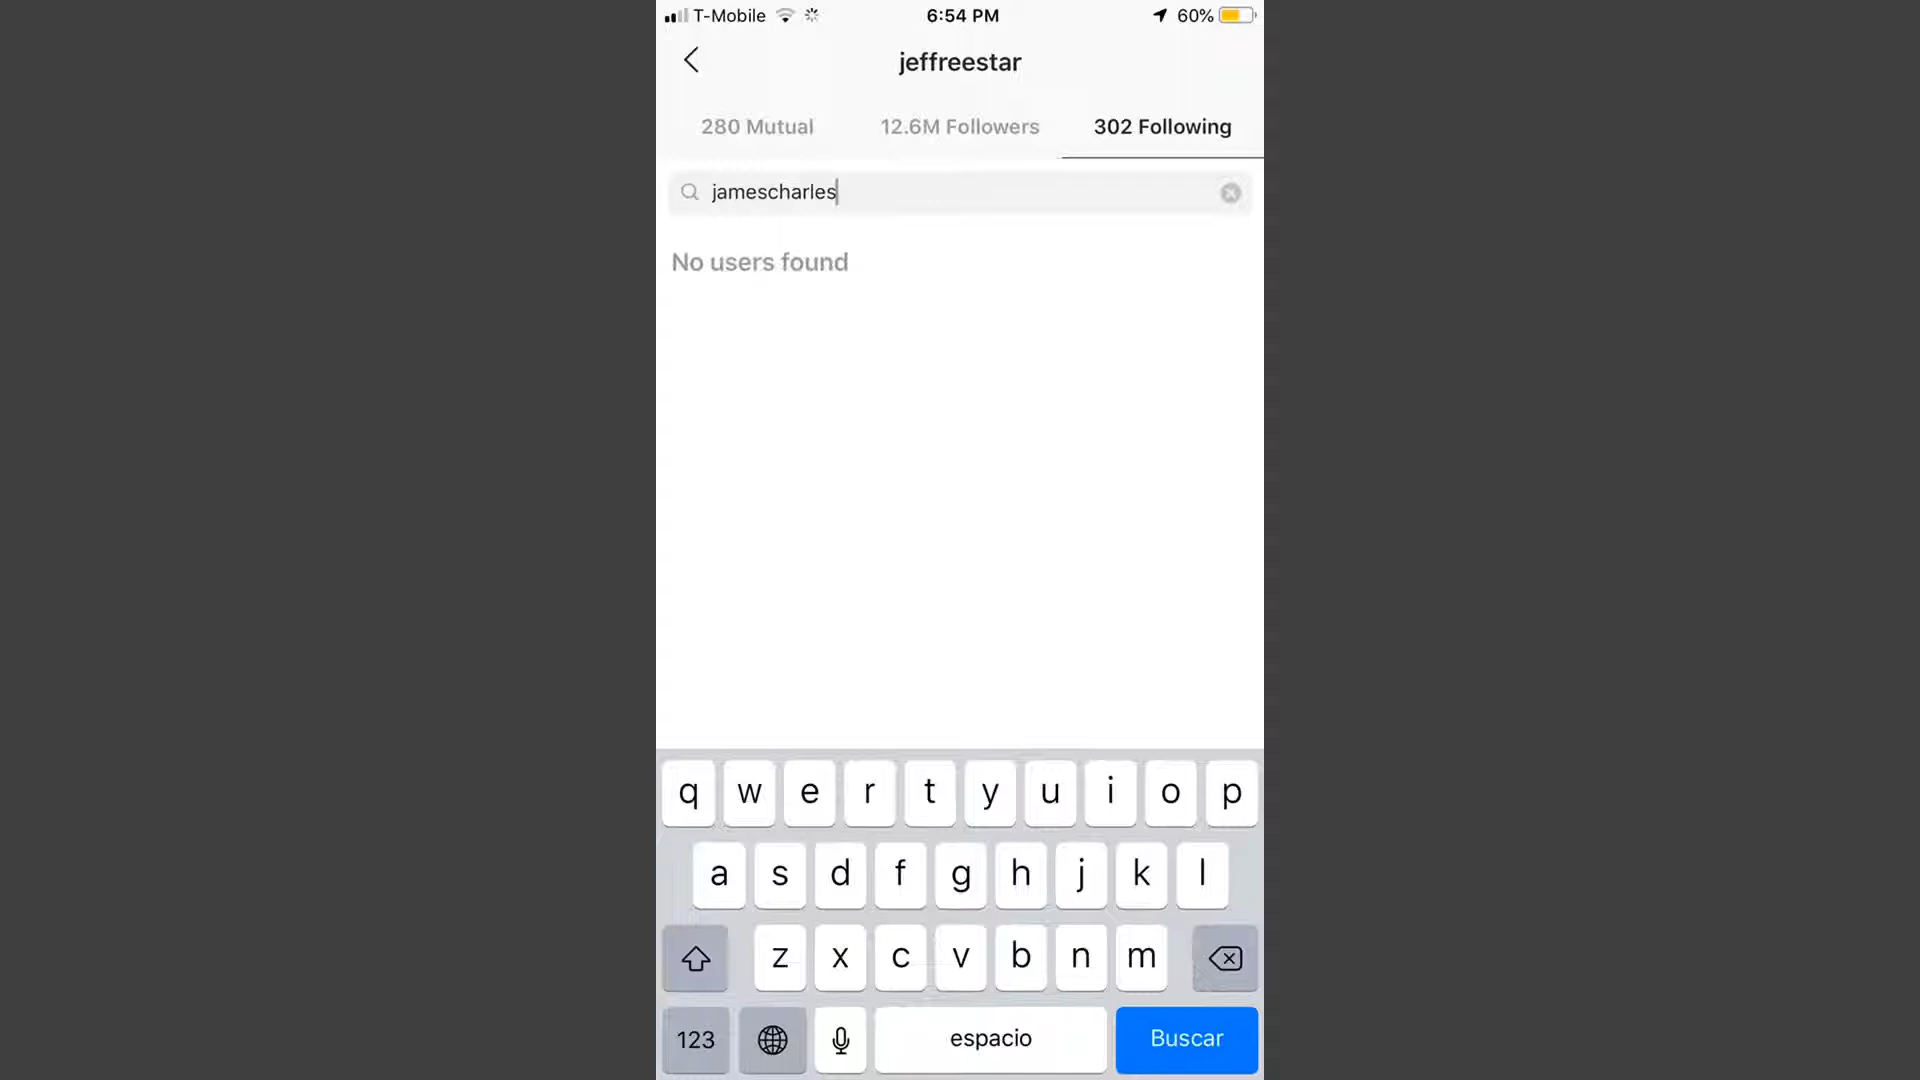 T-Mobile 6:54 PM 60%
jeffreestar
280 Mutual 12.6M Followers 302 Following
jamescharles
No users found
q w e r t y u i o p
a s d f g h j k l
z x c v b n m
123 espacio Buscar